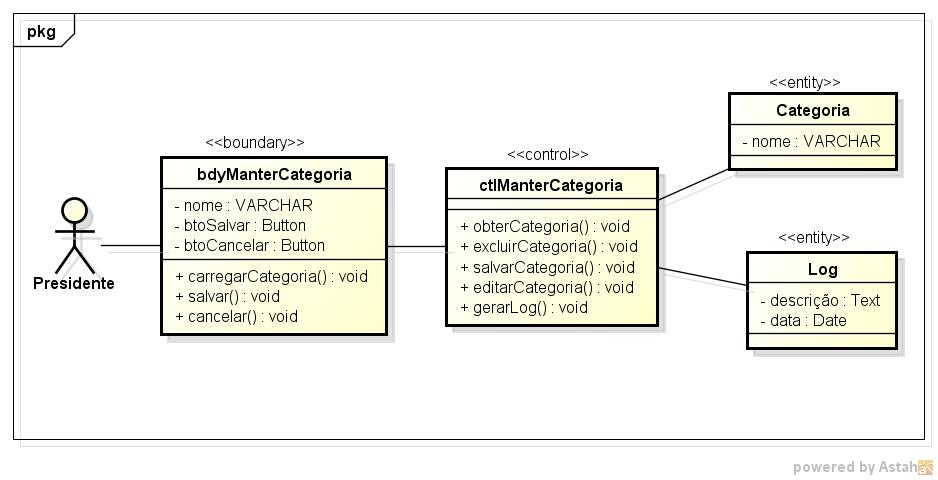 pkg
Presidente
<<boundary>>
bdyManterCategoria
- nome : VARCHAR
- btoSalvar : Button
- btoCancelar : Button
+ carregarCategoria() : void
+ salvar() : void
+ cancelar() : void
<<control>>
ctlManterCategoria
+ obterCategoria() : void
+ excluirCategoria() : void
+ salvarCategoria() : void
+ editarCategoria() : void
+ gerarLog() : void
<<entity>>
Categoria
- nome : VARCHAR
<<entity>>
Log
- descrição : Text
- data : Date
powered by Astah